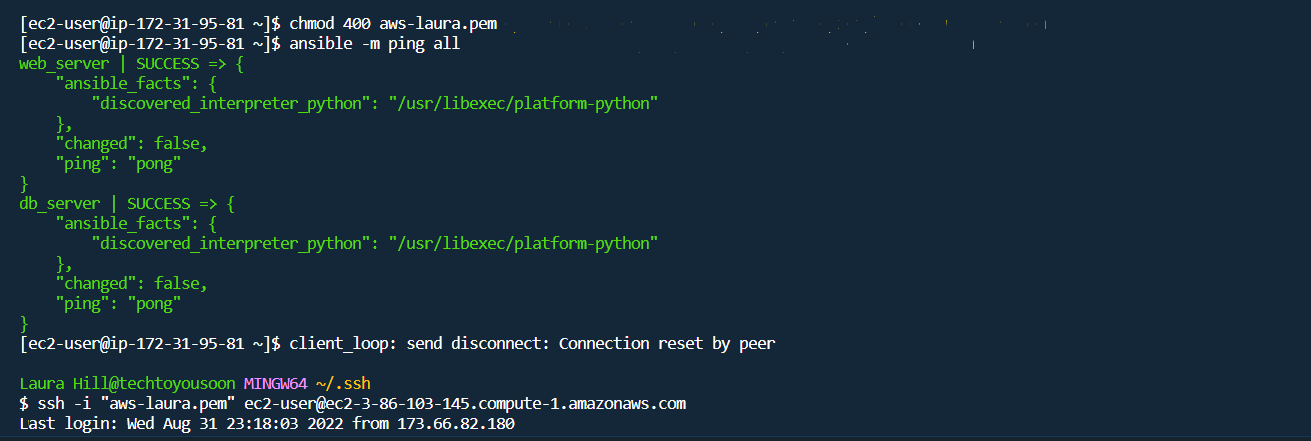 [ec2-user@ip-172-31-95-81 ~]$ chmod 400 aws-laura.pem
[ec2-user@ip-172-31-95-81 ~]$ ansible -m ping all
web_server | SUCCESS => {
    "ansible_facts": {
        "discovered_interpreter_python": "/usr/libexec/platform-python"
    },
    "changed": false,
    "ping": "pong"
}
db_server | SUCCESS => {
    "ansible_facts": {
        "discovered_interpreter_python": "/usr/libexec/platform-python"
    },
    "changed": false,
    "ping": "pong"
}
[ec2-user@ip-172-31-95-81 ~]$ client_loop: send disconnect: Connection reset by peer
Laura Hill@techtoyousoon MINGW64 ~/.ssh
$ ssh -i "aws-laura.pem" ec2-user@ec2-3-86-103-145.compute-1.amazonaws.com
Last login: Wed Aug 31 23:18:03 2022 from 173.66.82.180